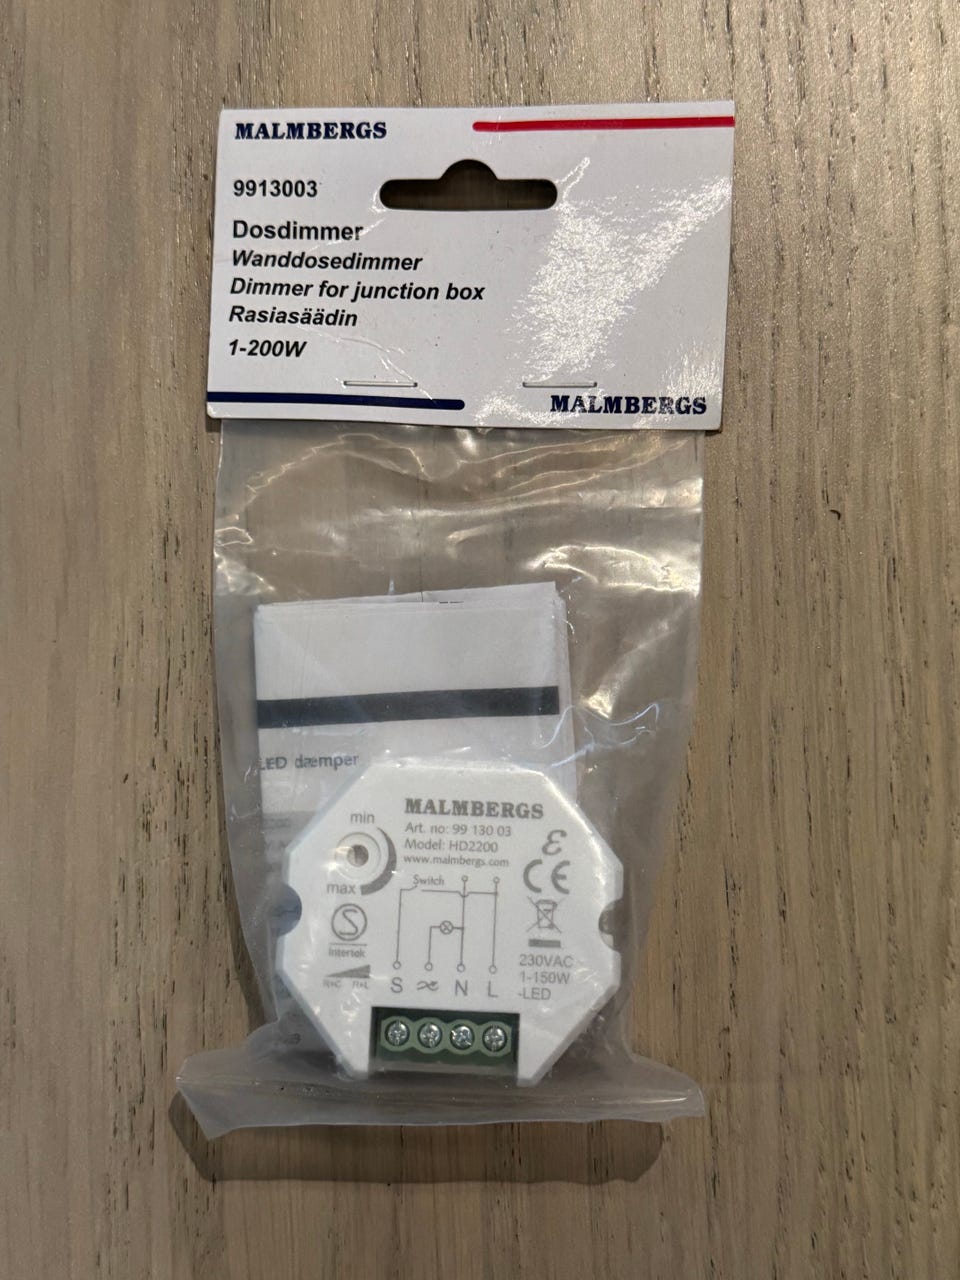 MALMBERGS
9913003
Dosdimmer
Wanddosedimmer
Dimmer for junction box
Rasiasäädin
1-200W
MALMBERGS
LED dæmper
MALMBERGS
Art. no: 99 130 03
Model: HD2200
www.malmbergs.com
min
max
Switch
S
Intertek
R+C R+L
S N L
CE
230VAC
1-150W
-LED